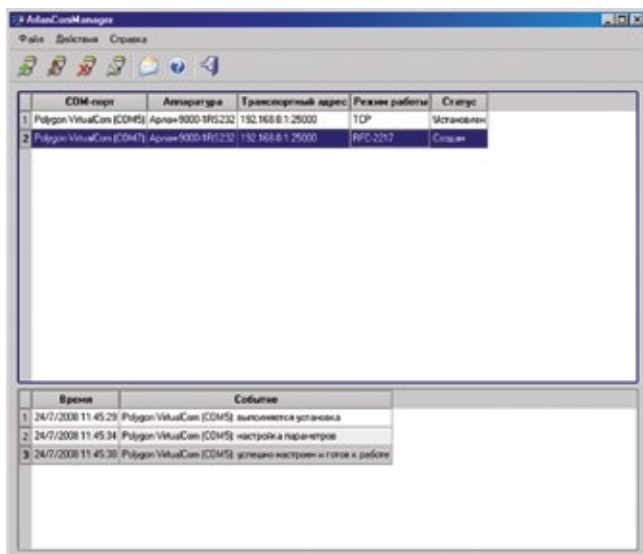 ArlanComManager
Файл Действия Справка
COM-порт Аппаратура Транспортный адрес Режим работы Статус
1 Polygon VirtualCom (COM5) Арлан-9000-1RS232 192.168.0.1:25000 TCP Установлен
2 Polygon VirtualCom (COM7) Арлан-9000-1RS232 192.168.0.1:25000 RFC-2217 Создан
Время Событие
1 24/7/2008 11:45:29 Polygon VirtualCom (COM5): выполняется установка
2 24/7/2008 11:45:34 Polygon VirtualCom (COM5): настройка параметров
3 24/7/2008 11:45:38 Polygon VirtualCom (COM5): успешно настроен и готов к работе